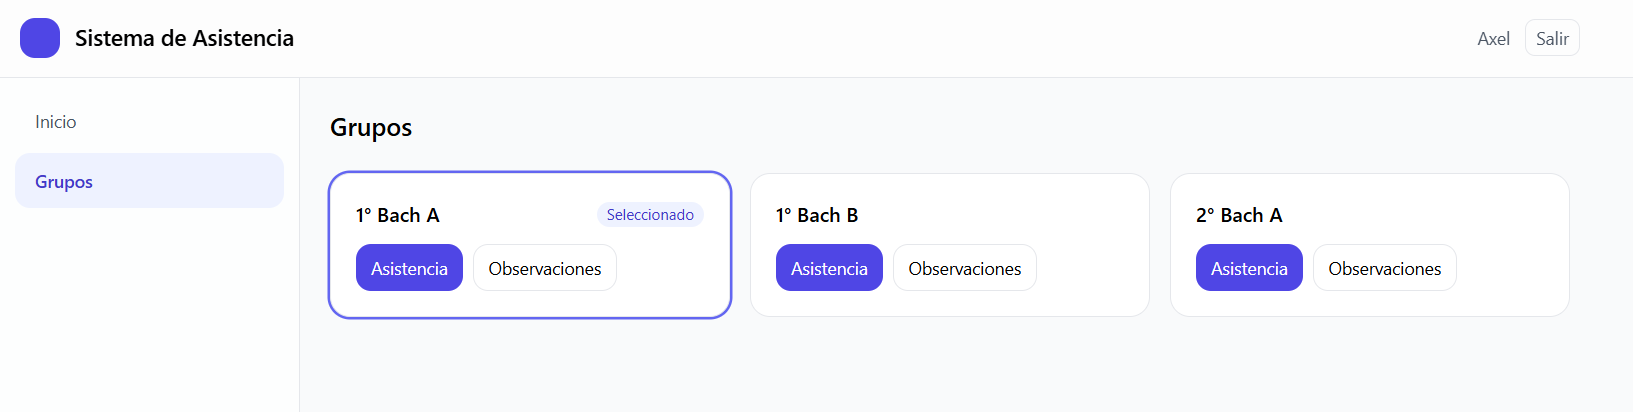 Sistema de Asistencia
Axel
Salir
Inicio
Grupos
Grupos
1° Bach A
Seleccionado
Asistencia
Observaciones
1° Bach B
Asistencia
Observaciones
2° Bach A
Asistencia
Observaciones